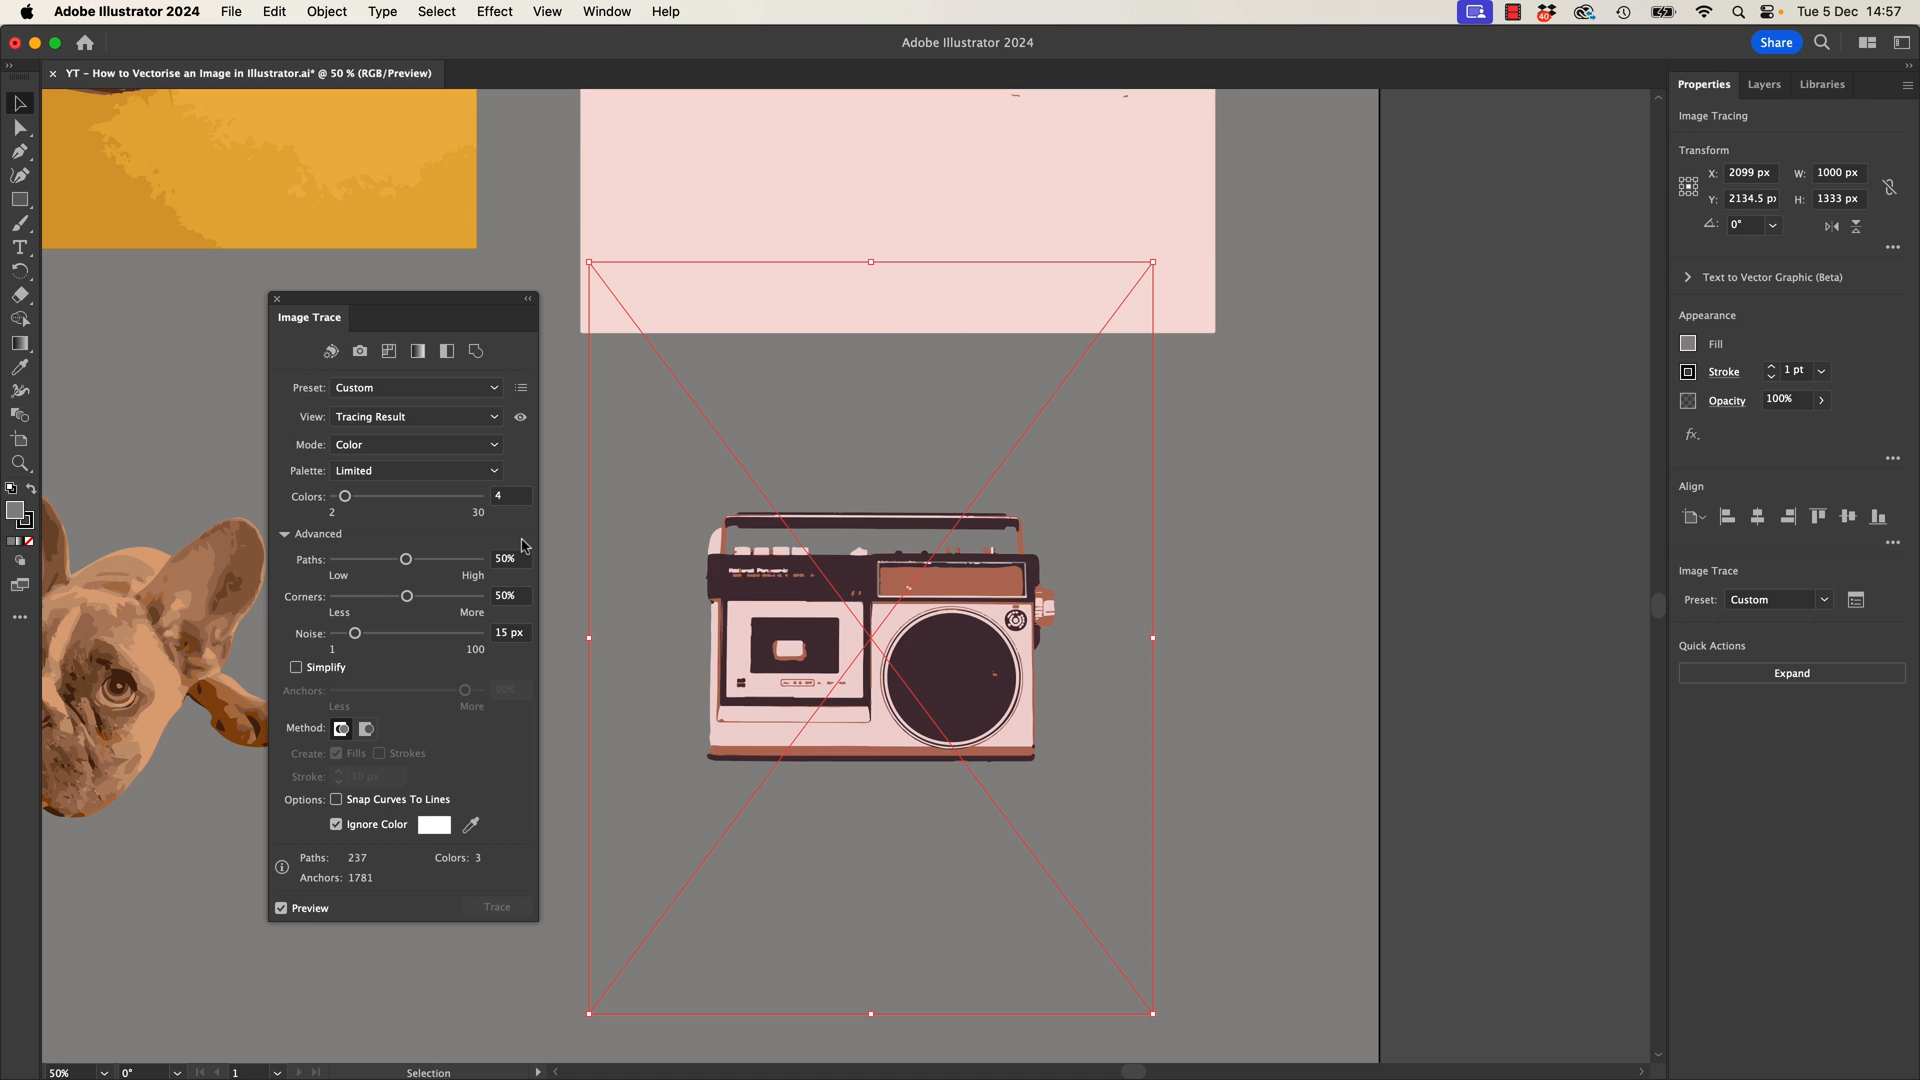 Adobe Illustrator 2024 File Edit Object Type Select Effect View Window Help
40
Tue 5 Dec 14:57
Adobe Illustrator 2024
Share
× YT – How to Vectorise an Image in Illustrator.ai* @ 50 % (RGB/Preview)
Properties Layers Libraries
Image Tracing
Transform
X: 2099 px W: 1000 px
Y: 2134.5 px H: 1333 px
0°
Text to Vector Graphic (Beta)
Appearance
Fill
Stroke 1 pt
Opacity 100%
fx.
Align
Image Trace
Preset: Custom
Quick Actions
Expand
Image Trace
Preset: Custom
View: Tracing Result
Mode: Color
Palette: Limited
Colors: 4
2 30
Advanced
Paths: 50%
Low High
Corners: 50%
Less More
Noise: 15 px
1 100
Simplify
Anchors: 90%
Less More
Method:
Create: Fills Strokes
Stroke: 10 px
Options: Snap Curves To Lines
Ignore Color
Paths: 237 Colors: 3
Anchors: 1781
Preview Trace
National Panasonic
50% 0° 1 Selection